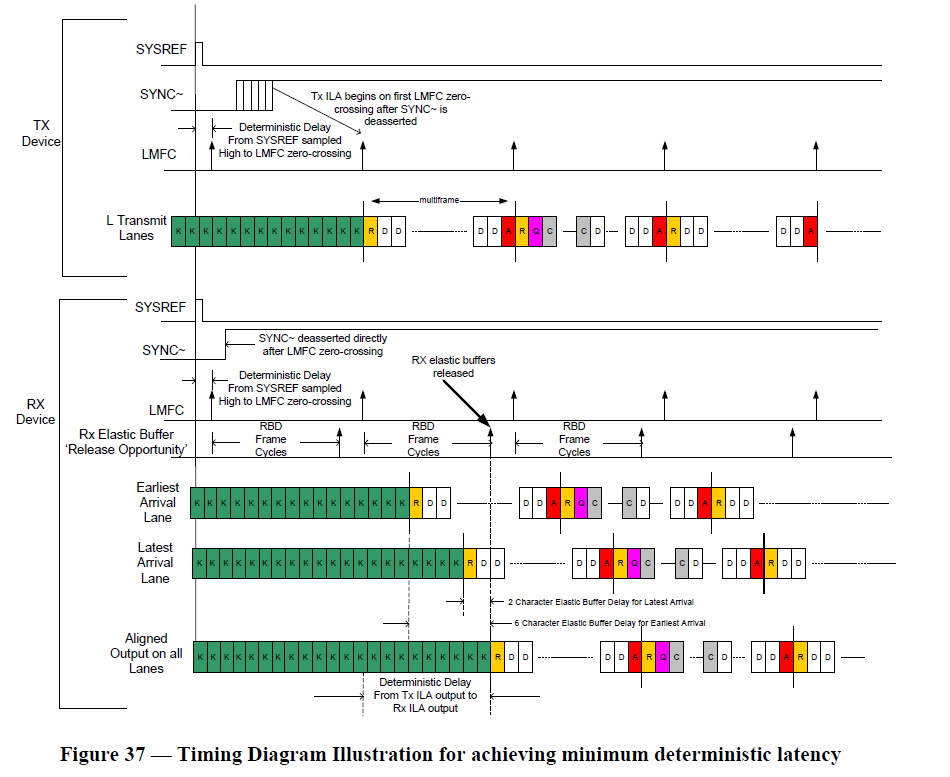 SYSREF
SYNC~
Tx ILA begins on first LMFC zero-
crossing after SYNC~ is
deasserted
TX
Device
Deterministic Delay
From SYSREF sampled
High to LMFC zero-crossing
LMFC
multiframe
L Transmit
Lanes
K K K K K K K K K K K K K K R D D D D A R Q C C D D D A R D D D D A
SYSREF
SYNC~
SYNC~ deasserted directly
after LMFC zero-crossing
RX elastic buffers
released
Deterministic Delay
From SYSREF sampled
High to LMFC zero-crossing
RX
Device
LMFC
Rx Elastic Buffer
'Release Opportunity'
RBD
Frame
Cycles
RBD
Frame
Cycles
RBD
Frame
Cycles
Earliest
Arrival
Lane
K K K K K K K K K K K K K K K K R D D D D A R Q C C D D D A R D D
Latest
Arrival
Lane
K K K K K K K K K K K K K K K K K K K K R D D D D A R Q C C D D D A R D D
2 Character Elastic Buffer Delay for Latest Arrival
6 Character Elastic Buffer Delay for Earliest Arrival
Aligned
Output on all
Lanes
K K K K K K K K K K K K K K K K K K K K K K R D D D D A R Q C C D D D A R D D
Deterministic Delay
From Tx ILA output to
Rx ILA output
Figure 37 — Timing Diagram Illustration for achieving minimum deterministic latency